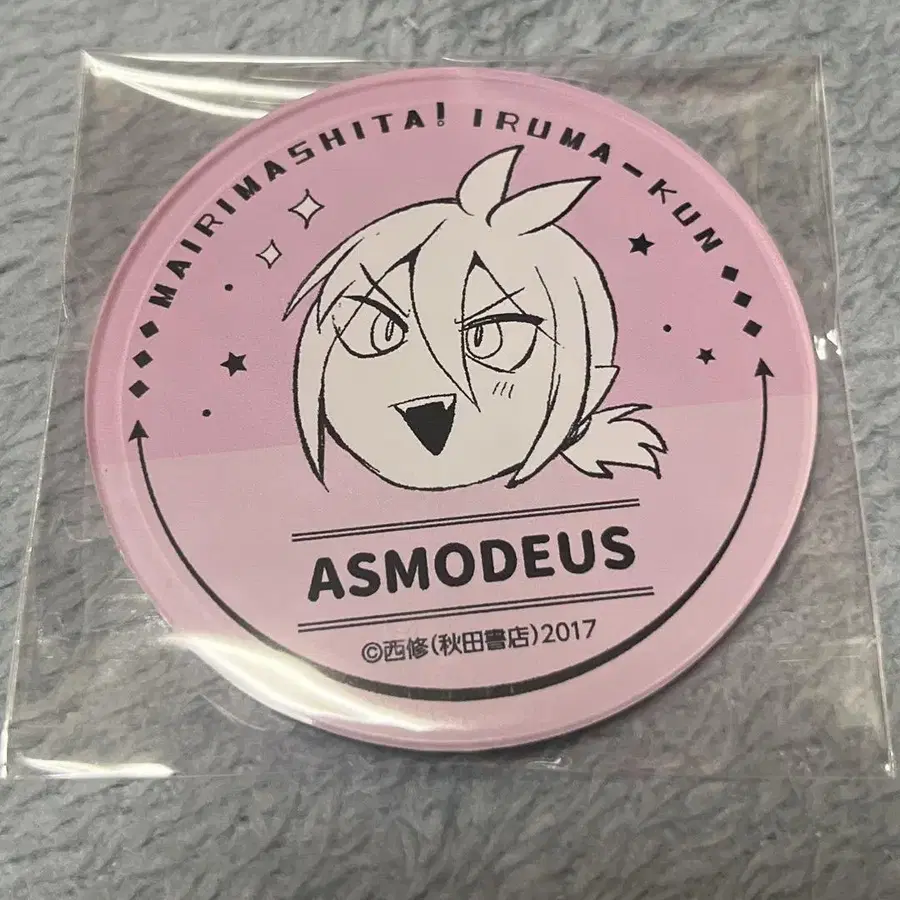 MAIRIMASHITA! IRUMA-KUN
ASMODEUS
©西修(秋田書店)2017